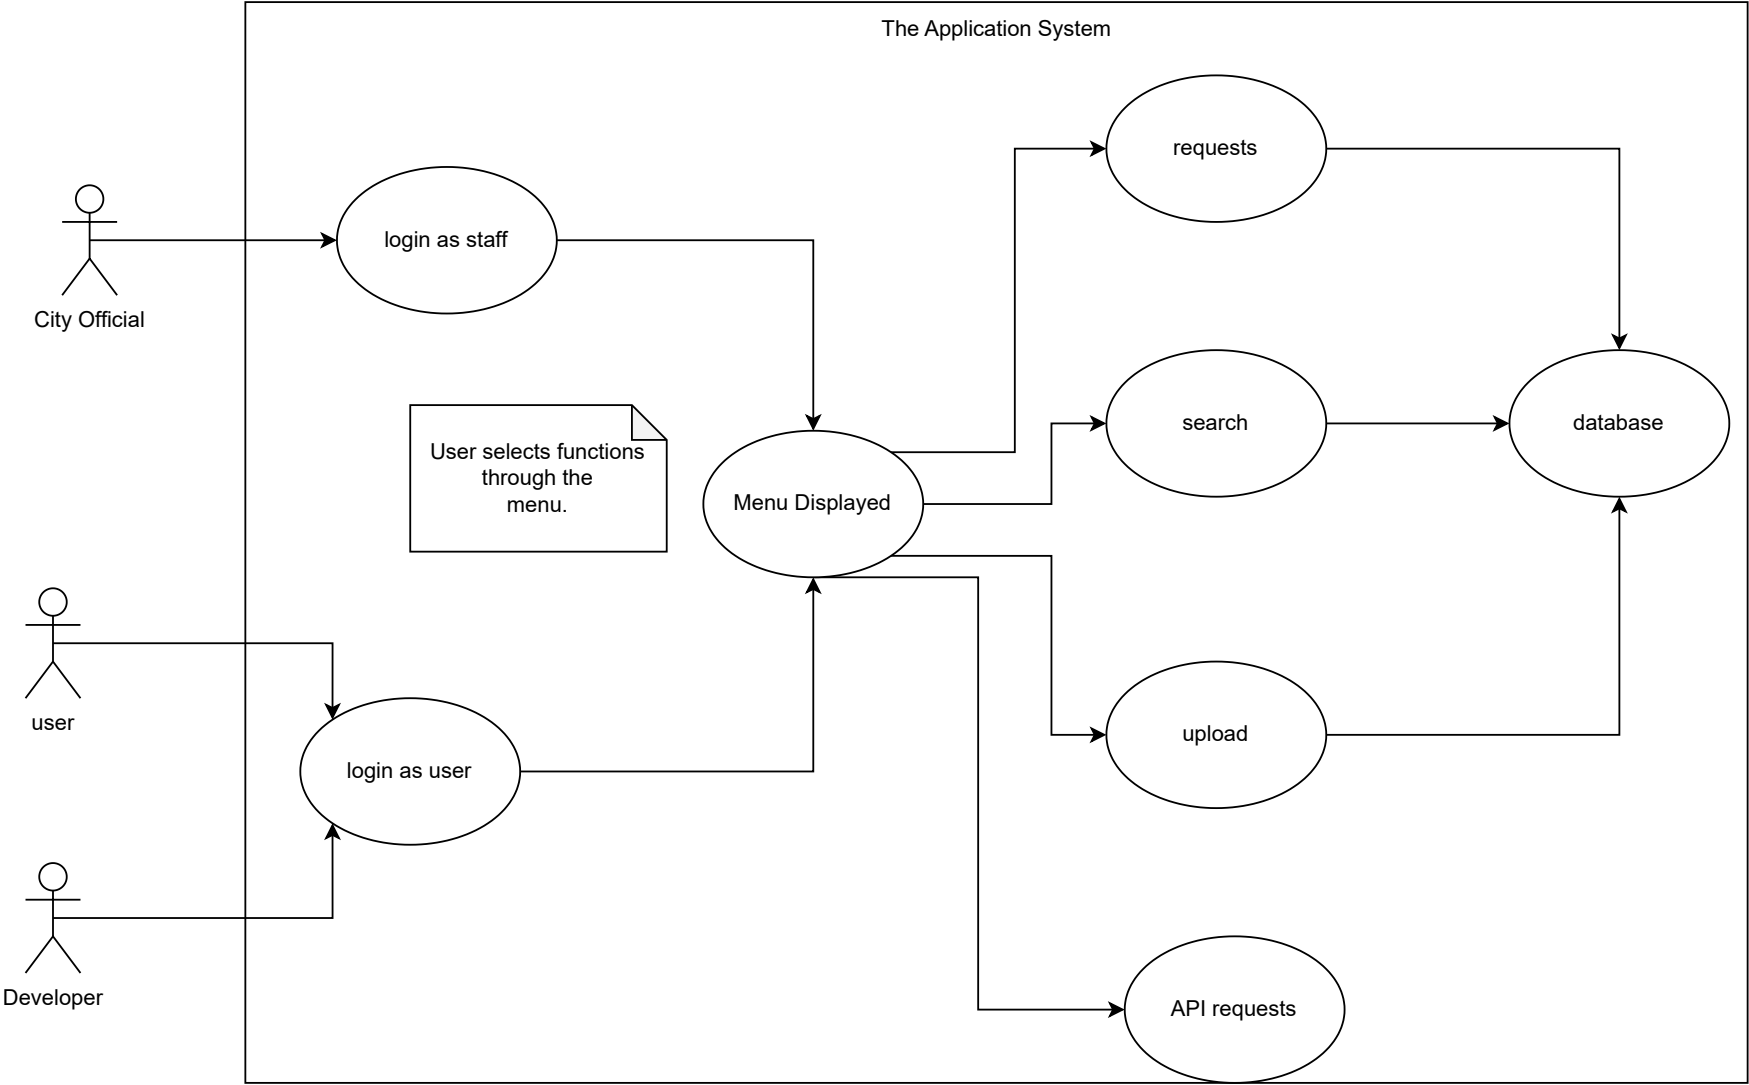 The Application System
requests
login as staff
City Official
User selects functions
through the
menu.
search
database
Menu Displayed
user
upload
login as user
Developer
API requests